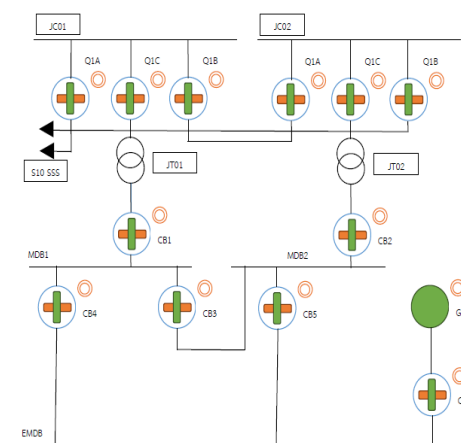 JC01
JC02
Q1A
Q1C
Q1B
Q1A
Q1C
Q1B
S10 SSS
JT01
JT02
CB1
CB2
MDB1
MDB2
CB4
CB3
CB5
G
C
EMDB